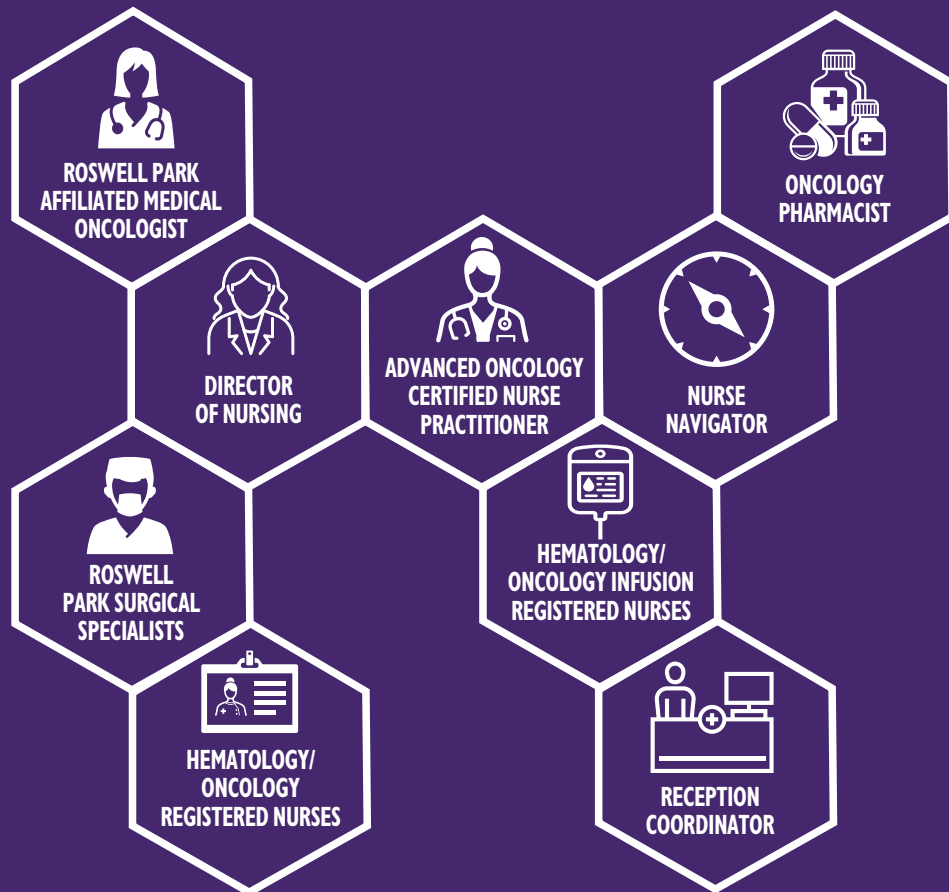 ROSWELL PARK
AFFILIATED MEDICAL
ONCOLOGIST
ONCOLOGY
PHARMACIST
DIRECTOR
OF NURSING
ADVANCED ONCOLOGY
CERTIFIED NURSE
PRACTITIONER
NURSE
NAVIGATOR
ROSWELL
PARK SURGICAL
SPECIALISTS
HEMATOLOGY/
ONCOLOGY INFUSION
REGISTERED NURSES
HEMATOLOGY/
ONCOLOGY
REGISTERED NURSES
RECEPTION
COORDINATOR